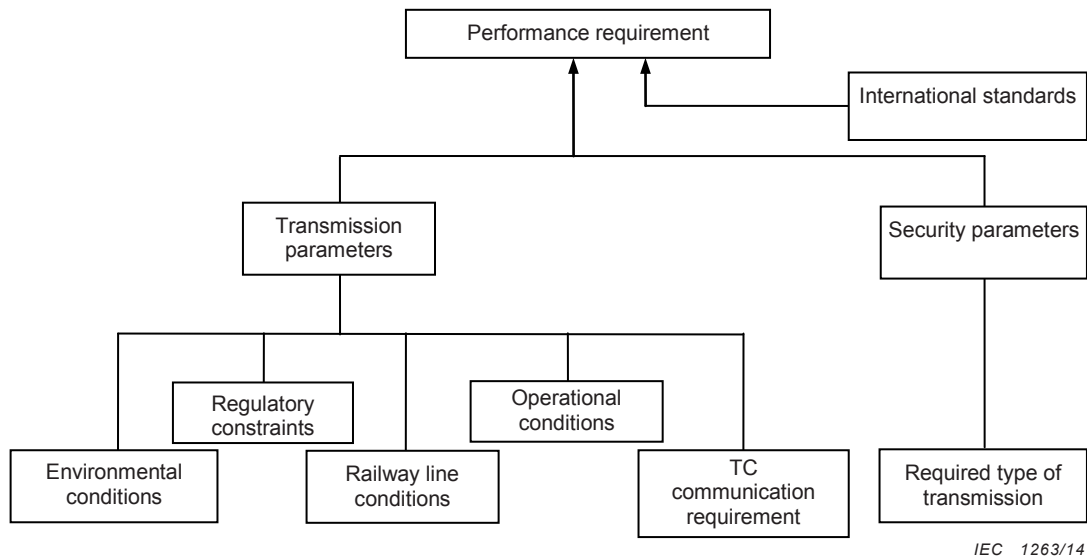 Performance requirement
International standards
Transmission
parameters
Security parameters
Regulatory
constraints
Operational
conditions
Environmental
conditions
Railway line
conditions
TC
communication
requirement
Required type of
transmission
IEC 1263/14